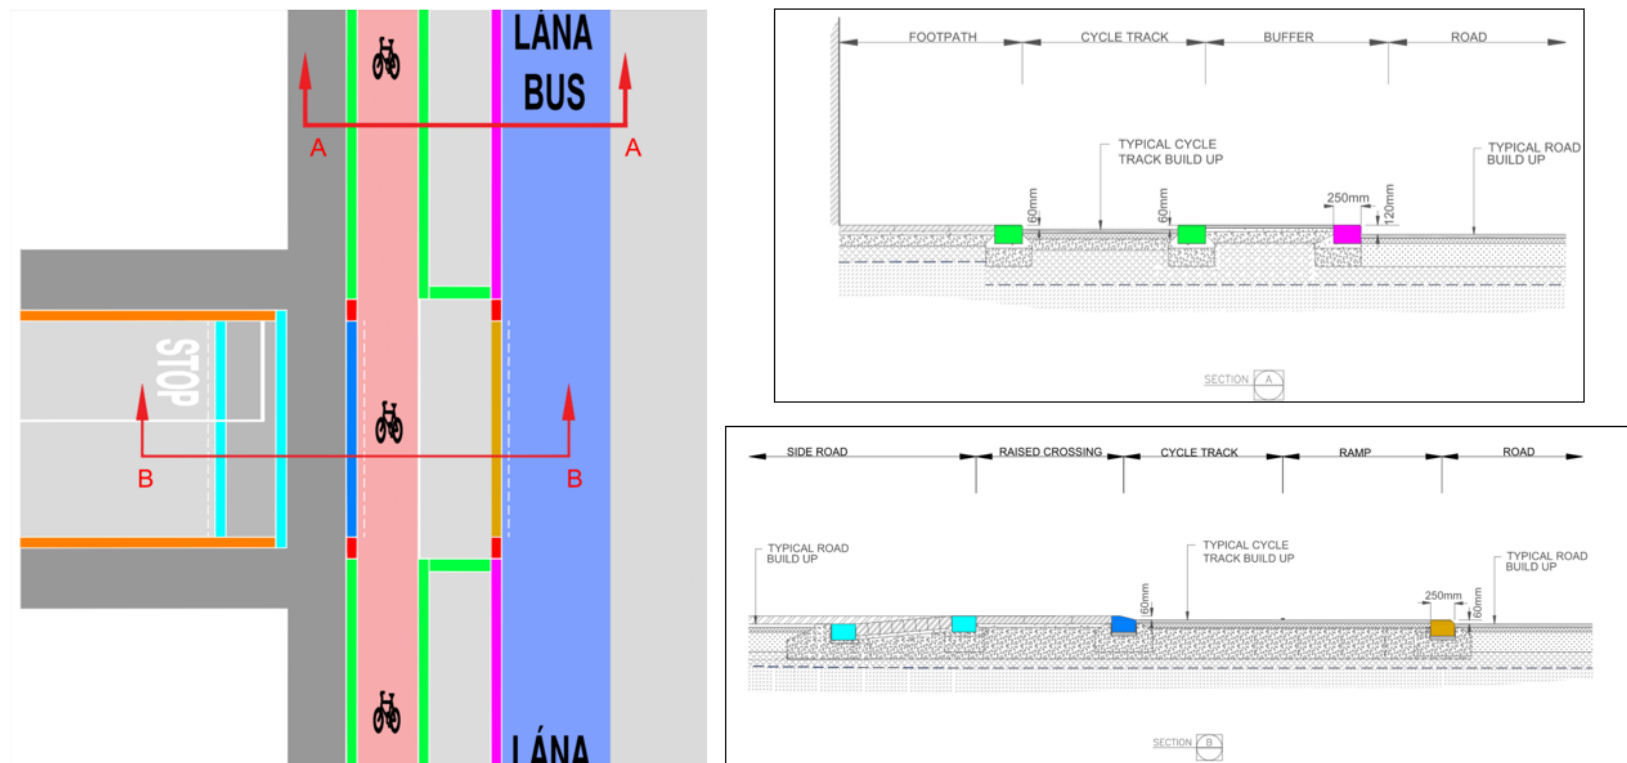 LÁNA
BUS
A
A
STOP
B
B
LÁNA
FOOTPATH
CYCLE TRACK
BUFFER
ROAD
TYPICAL CYCLE
TRACK BUILD UP
TYPICAL ROAD
BUILD UP
60mm
60mm
250mm
120mm
SECTION A
SIDE ROAD
RAISED CROSSING
CYCLE TRACK
RAMP
ROAD
TYPICAL ROAD
BUILD UP
TYPICAL CYCLE
TRACK BUILD UP
TYPICAL ROAD
BUILD UP
60mm
250mm
60mm
SECTION B